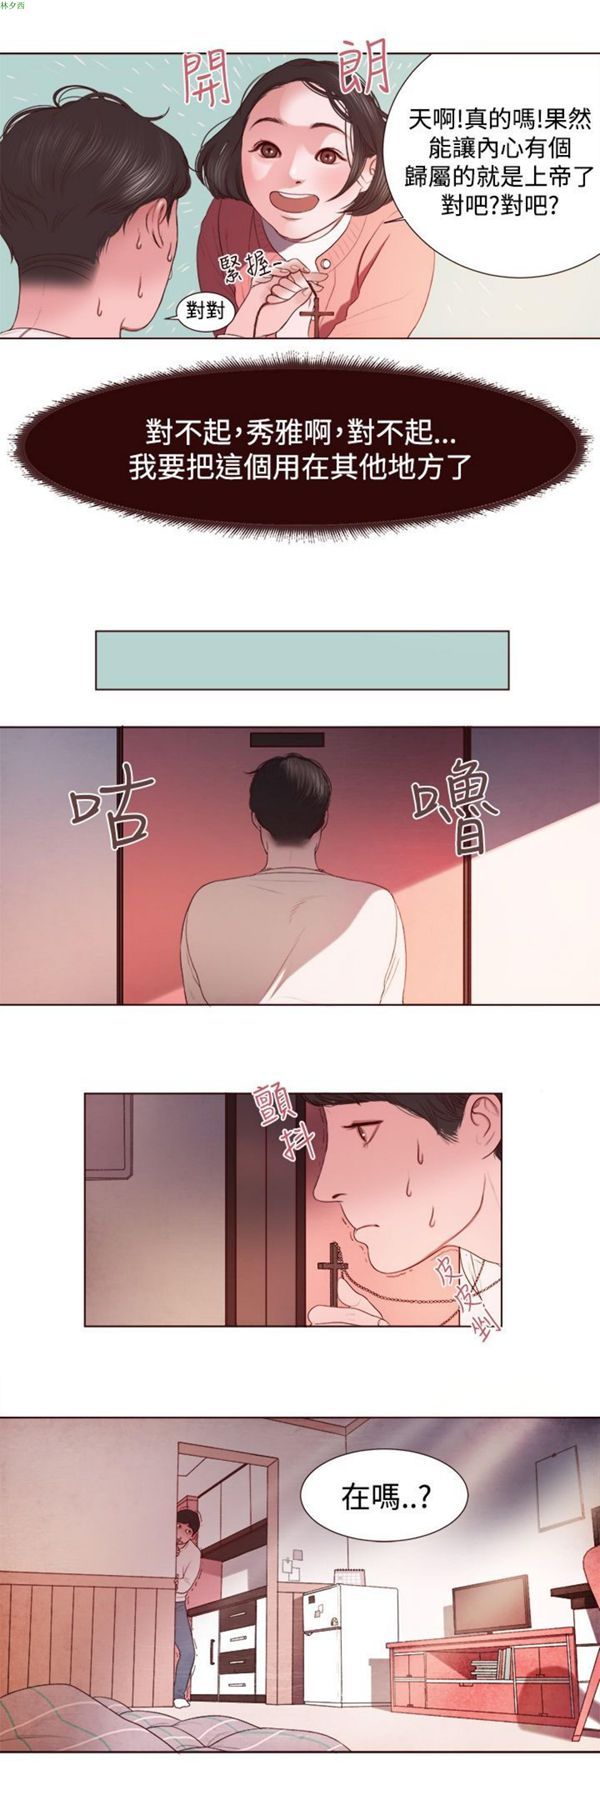 林夕西
開朗
天啊!真的嗎!果然
能讓內心有個
歸屬的就是上帝了
對吧?對吧?
緊握~
對對
對不起,秀雅啊,對不起...
我要把這個用在其他地方了
咕嚕
顫抖
皮皮剉
在嗎..?